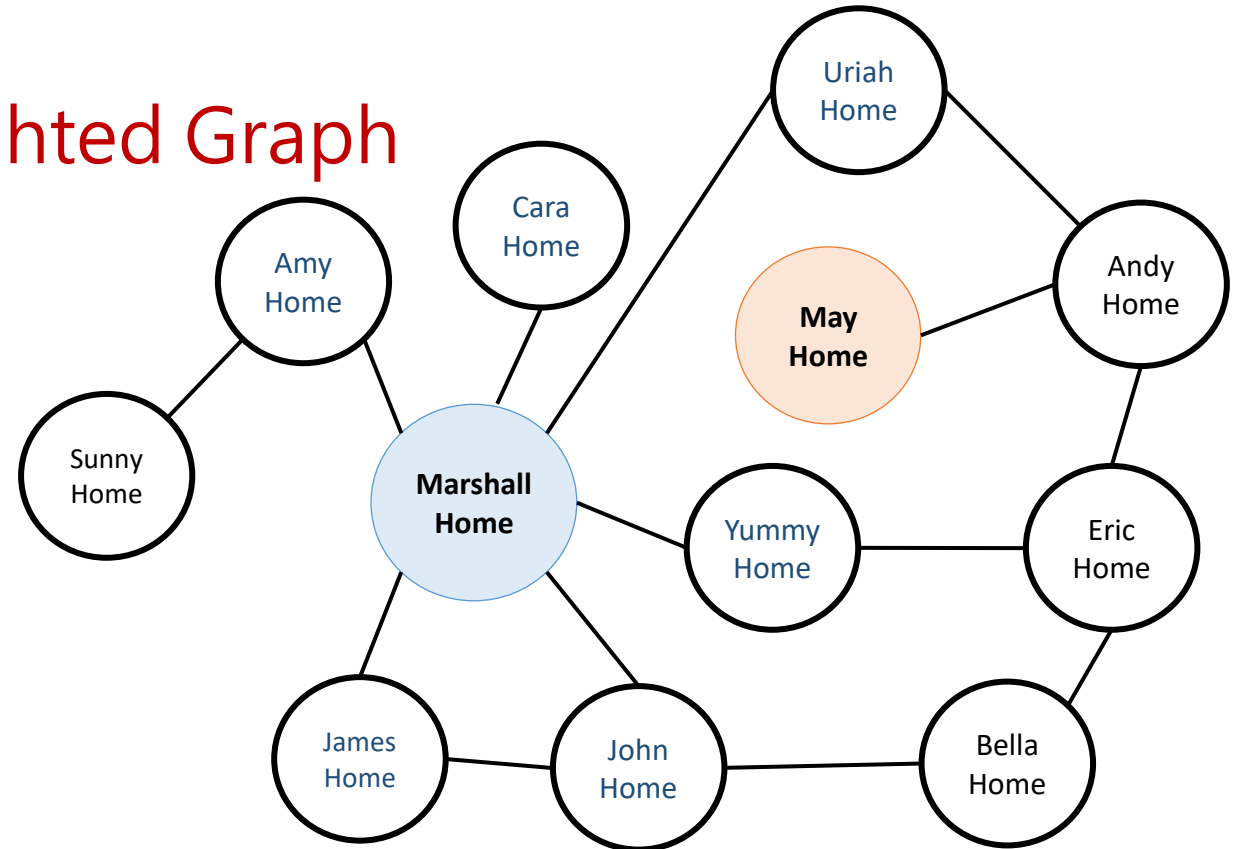 hted Graph
Uriah
Home
Cara
Home
Amy
Home
Andy
Home
May
Home
Sunny
Home
Marshall
Home
Yummy
Home
Eric
Home
James
Home
John
Home
Bella
Home